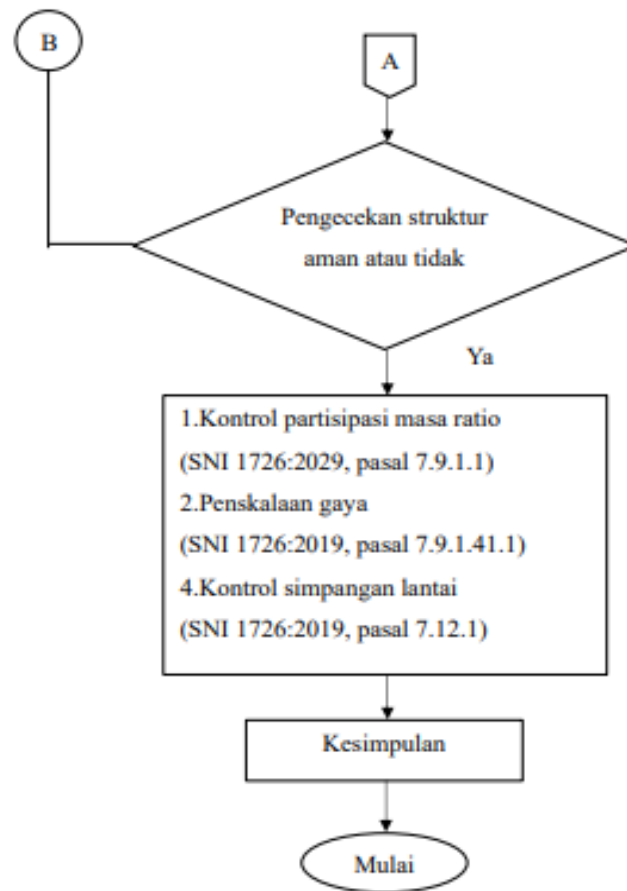 B
A
Pengecekan struktur
aman atau tidak
Ya
1.Kontrol partisipasi masa ratio
(SNI 1726:2029, pasal 7.9.1.1)
2.Penskalaan gaya
(SNI 1726:2019, pasal 7.9.1.41.1)
4.Kontrol simpangan lantai
(SNI 1726:2019, pasal 7.12.1)
Kesimpulan
Mulai